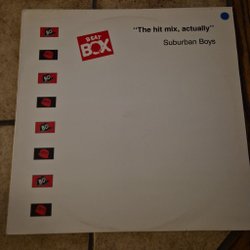 BEAT
BOX
"The hit mix, actually"
Suburban Boys